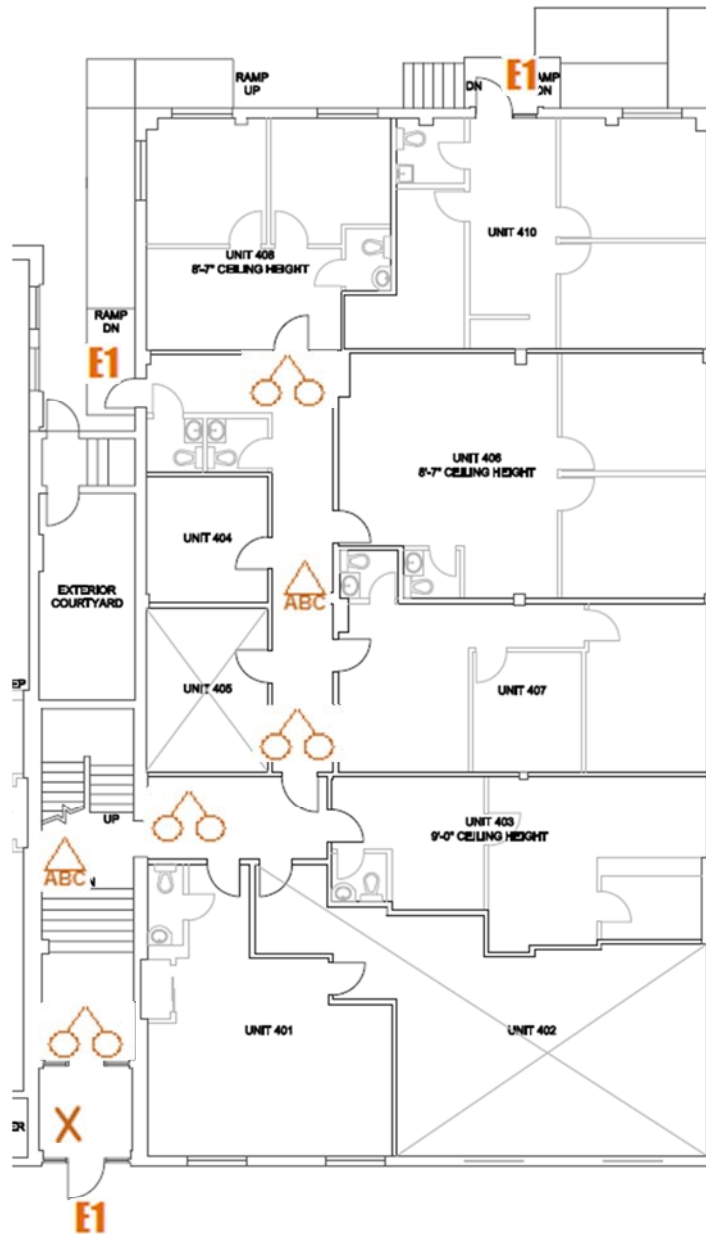 RAMP
UP
E1
DN
RAMP
DN
UNIT 408
8'-7" CEILING HEIGHT
UNIT 410
RAMP
DN
E1
UNIT 406
8'-7" CEILING HEIGHT
UNIT 404
ABC
EXTERIOR
COURTYARD
UNIT 405
UNIT 407
UP
UNIT 403
9'-0" CEILING HEIGHT
ABC
UNIT 401
UNIT 402
X
E1